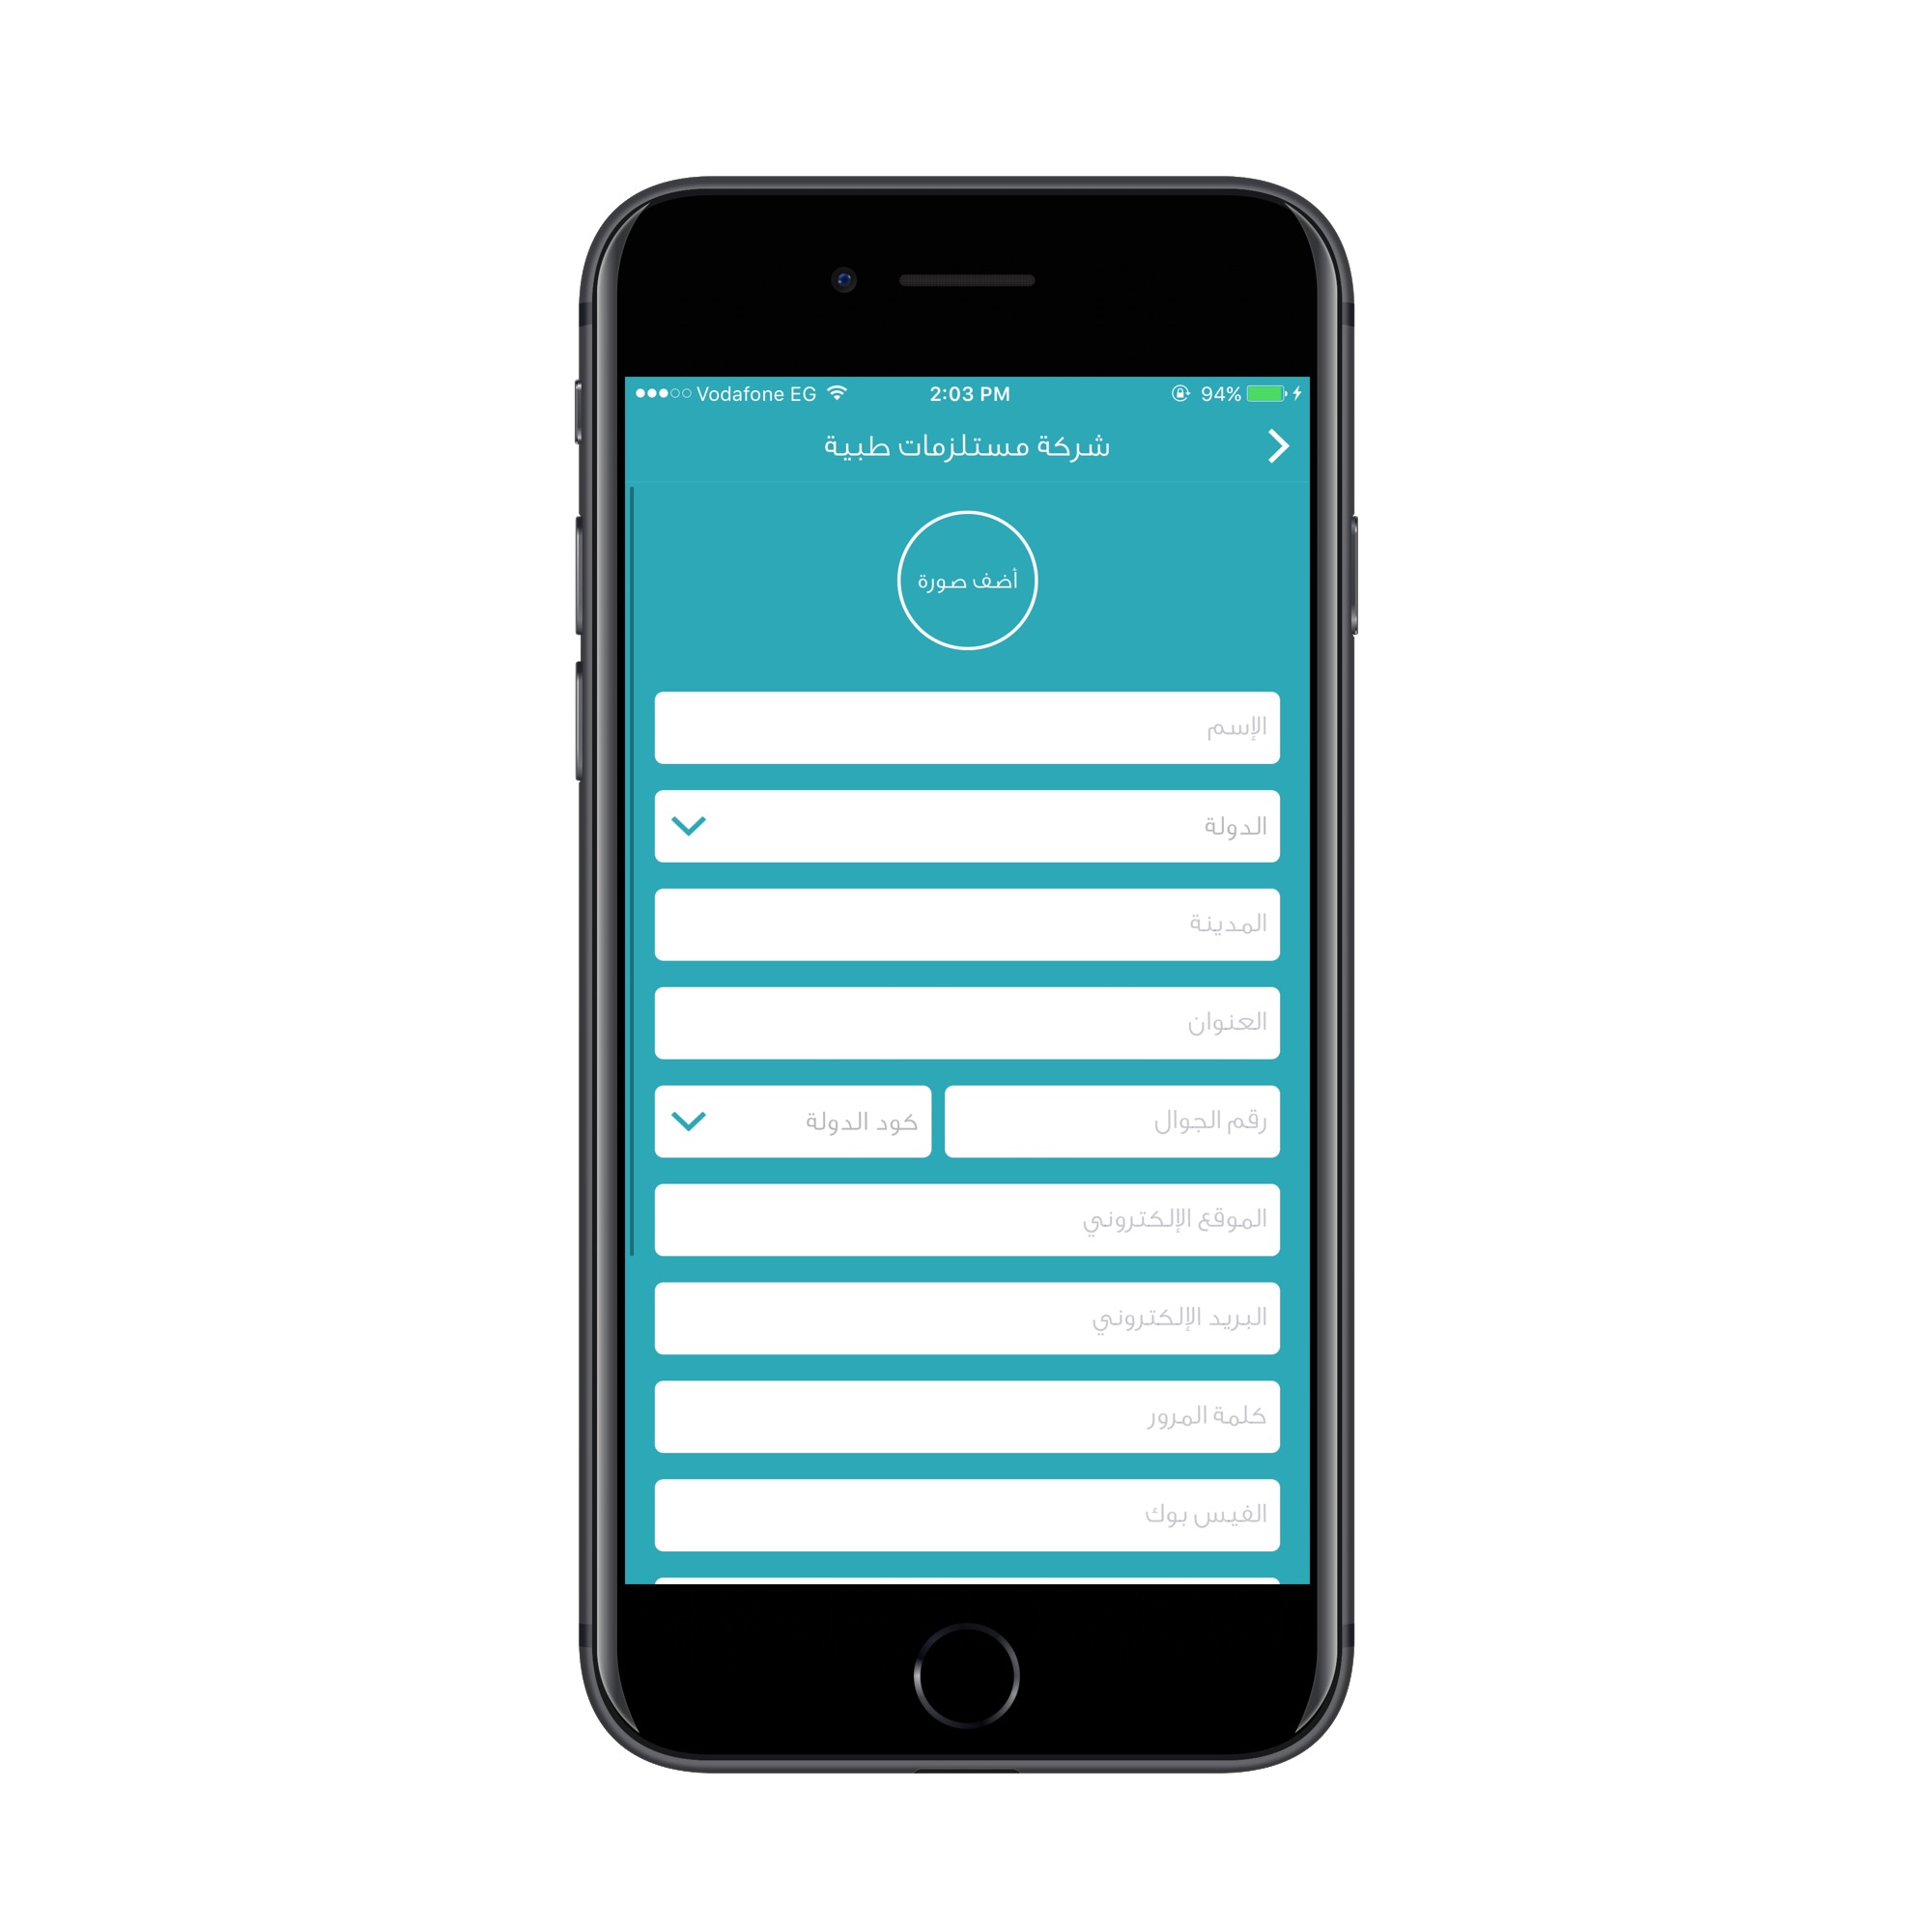 Vodafone EG 2:03 PM 94%
شركة مستلزمات طبية
أضف صورة
الإسم
الدولة
المدينة
العنوان
رقم الجوال كود الدولة
الموقع الإلكتروني
البريد الإلكتروني
كلمة المرور
الفيس بوك